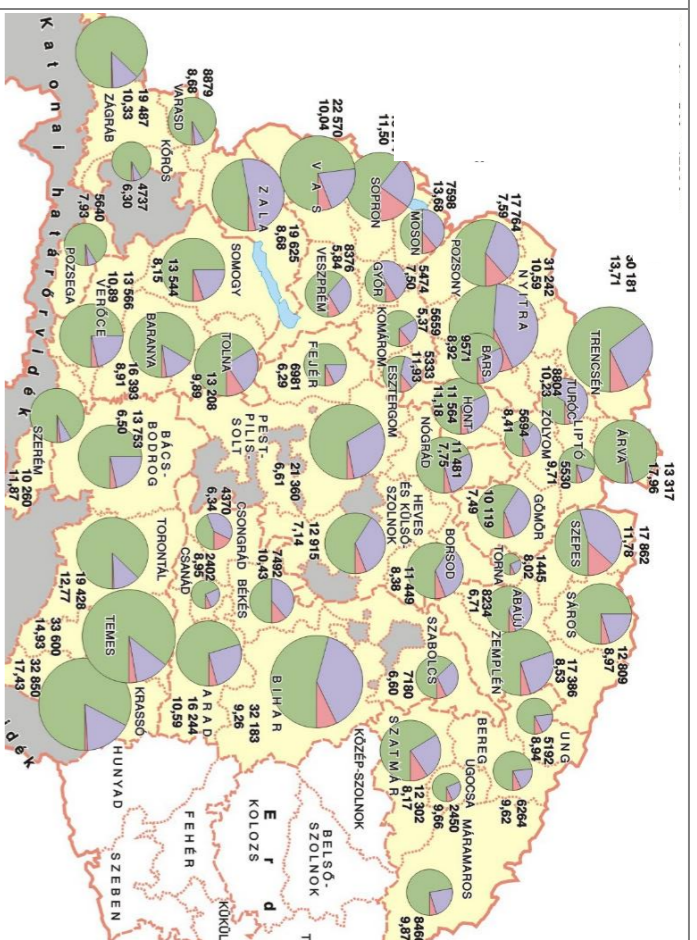 30 181
13,71
TRENCSÉN
ÁRVA
13 317
17,96
TURÓC
8804
10,23
LIPTÓ
5530
9,71
ZÓLYOM
5694
8,41
SZEPES
17 862
11,78
SÁROS
12 809
8,97
NYITRA
31 242
10,59
17 764
7,59
POZSONY
BARS
9571
8,92
HONT
11 564
11,18
NÓGRÁD
11 481
7,75
GÖMÖR
10 119
7,49
TORNA
1445
8,02
ABAÚJ
8234
6,71
ZEMPLÉN
17 386
8,53
UNG
5192
8,94
BEREG
6264
9,62
UGOCSA
2450
9,66
MÁRAMAROS
8460
9,87
MOSON
7598
13,68
SOPRON
11,50
GYŐR
5474
7,50
KOMÁROM
5659
5,37
ESZTERGOM
5333
11,93
HEVES
ÉS KÜLSŐ-
SZOLNOK
12 915
7,14
BORSOD
11 449
8,38
SZABOLCS
7180
6,60
SZATMÁR
12 302
8,17
VAS
22 570
10,04
VESZPRÉM
8376
5,84
FEJÉR
6981
6,29
PEST-
PILIS-
SOLT
21 360
6,61
BIHAR
32 183
9,26
KÖZÉP-SZOLNOK
ZALA
19 625
8,68
SOMOGY
13 544
8,15
TOLNA
13 208
9,89
CSONGRÁD
4370
6,34
BÉKÉS
7492
10,43
CSANÁD
2402
8,95
ARAD
16 244
10,59
BELSŐ-
SZOLNOK
KOLOZS
E r d
T
VARASD
8879
8,68
KŐRÖS
4737
6,30
ZÁGRÁB
19 487
10,33
POZSEGA
5640
7,93
VERŐCE
13 566
10,89
BARANYA
16 393
8,91
SZERÉM
10 260
11,87
BÁCS-
BODROG
13 753
6,50
TORONTÁL
19 428
12,77
TEMES
33 600
14,93
KRASSÓ
32 850
17,43
HUNYAD
FEHÉR
SZEBEN
KÜKÜL
Katonai határőrvidék
idék